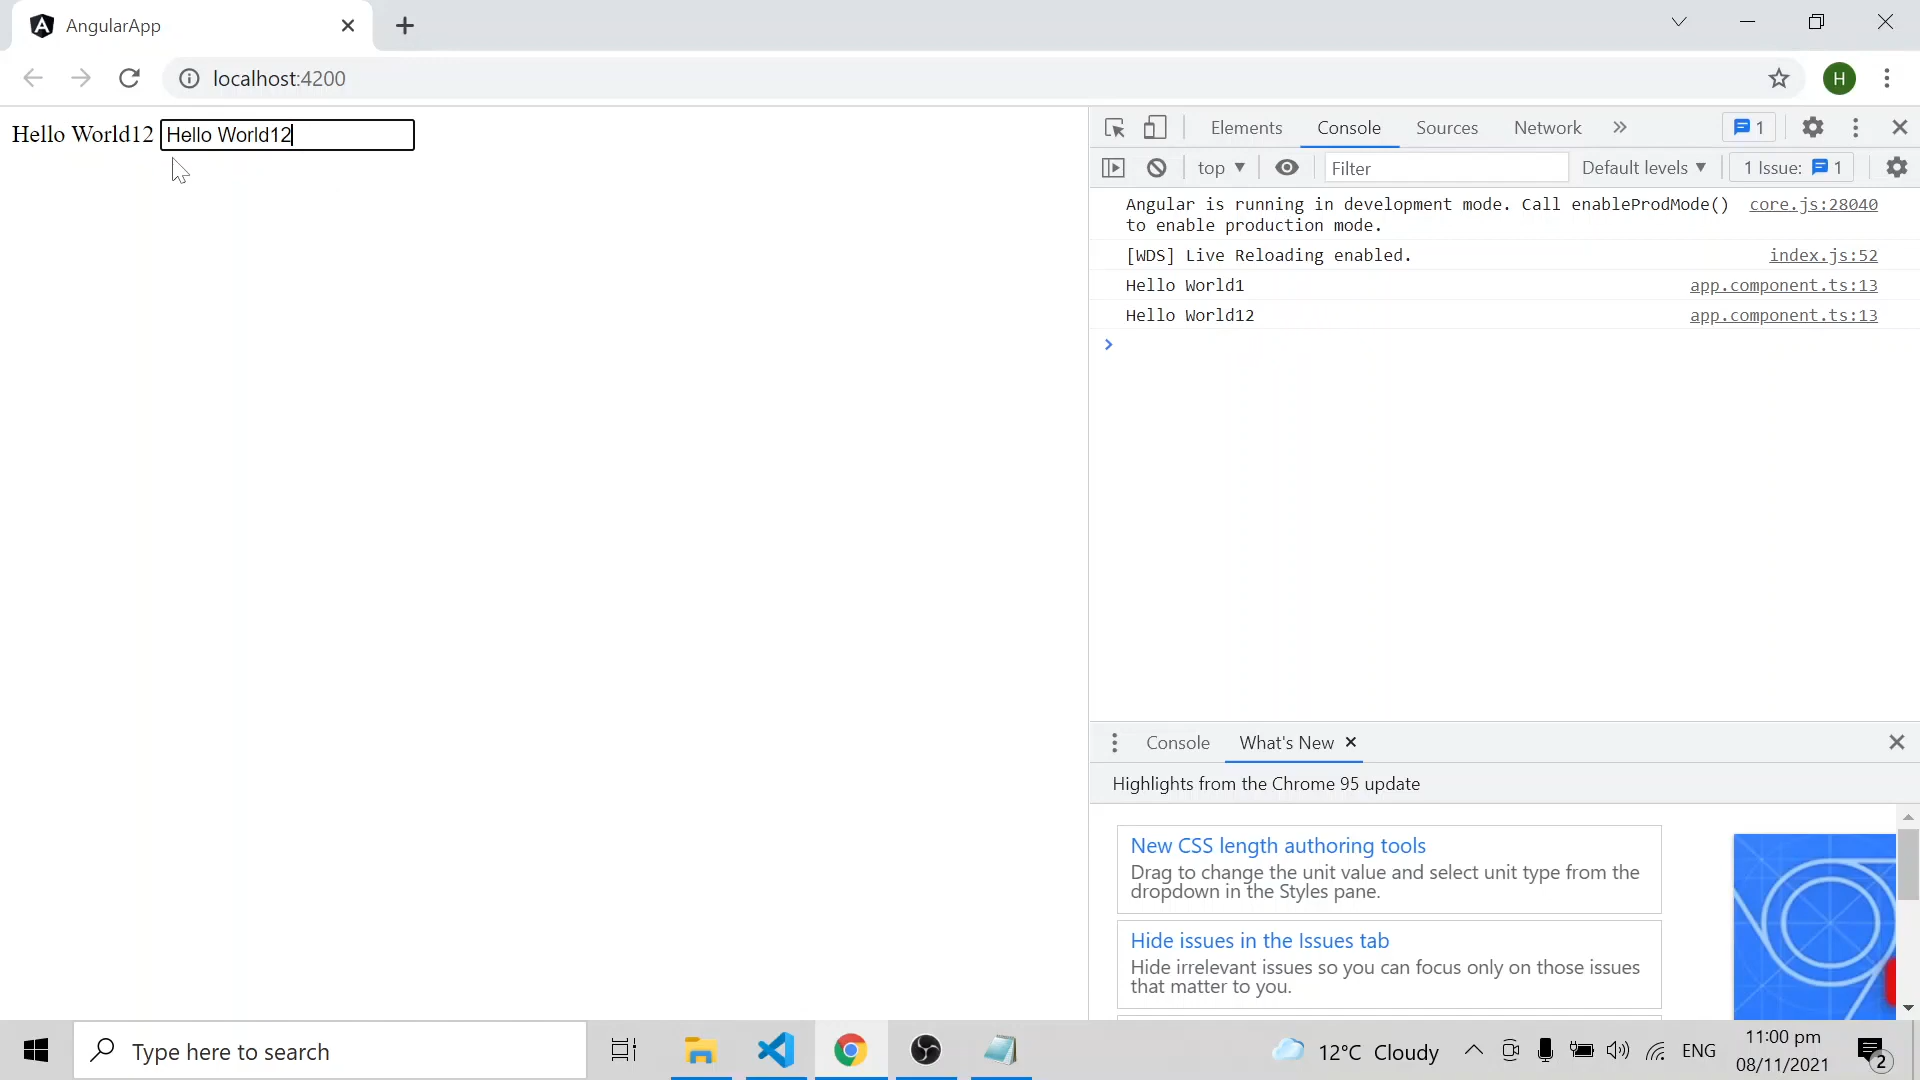 AngularApp
localhost:4200
H
Hello World12 Hello World12
Elements Console Sources Network 1
top Filter Default levels 1 Issue: 1
Angular is running in development mode. Call enableProdMode() core.js:28040
to enable production mode.
[WDS] Live Reloading enabled. index.js:52
Hello World1 app.component.ts:13
Hello World12 app.component.ts:13
Console What's New
Highlights from the Chrome 95 update
New CSS length authoring tools
Drag to change the unit value and select unit type from the
dropdown in the Styles pane.
Hide issues in the Issues tab
Hide irrelevant issues so you can focus only on those issues
that matter to you.
Type here to search
12°C Cloudy
ENG
11:00 pm
08/11/2021
2